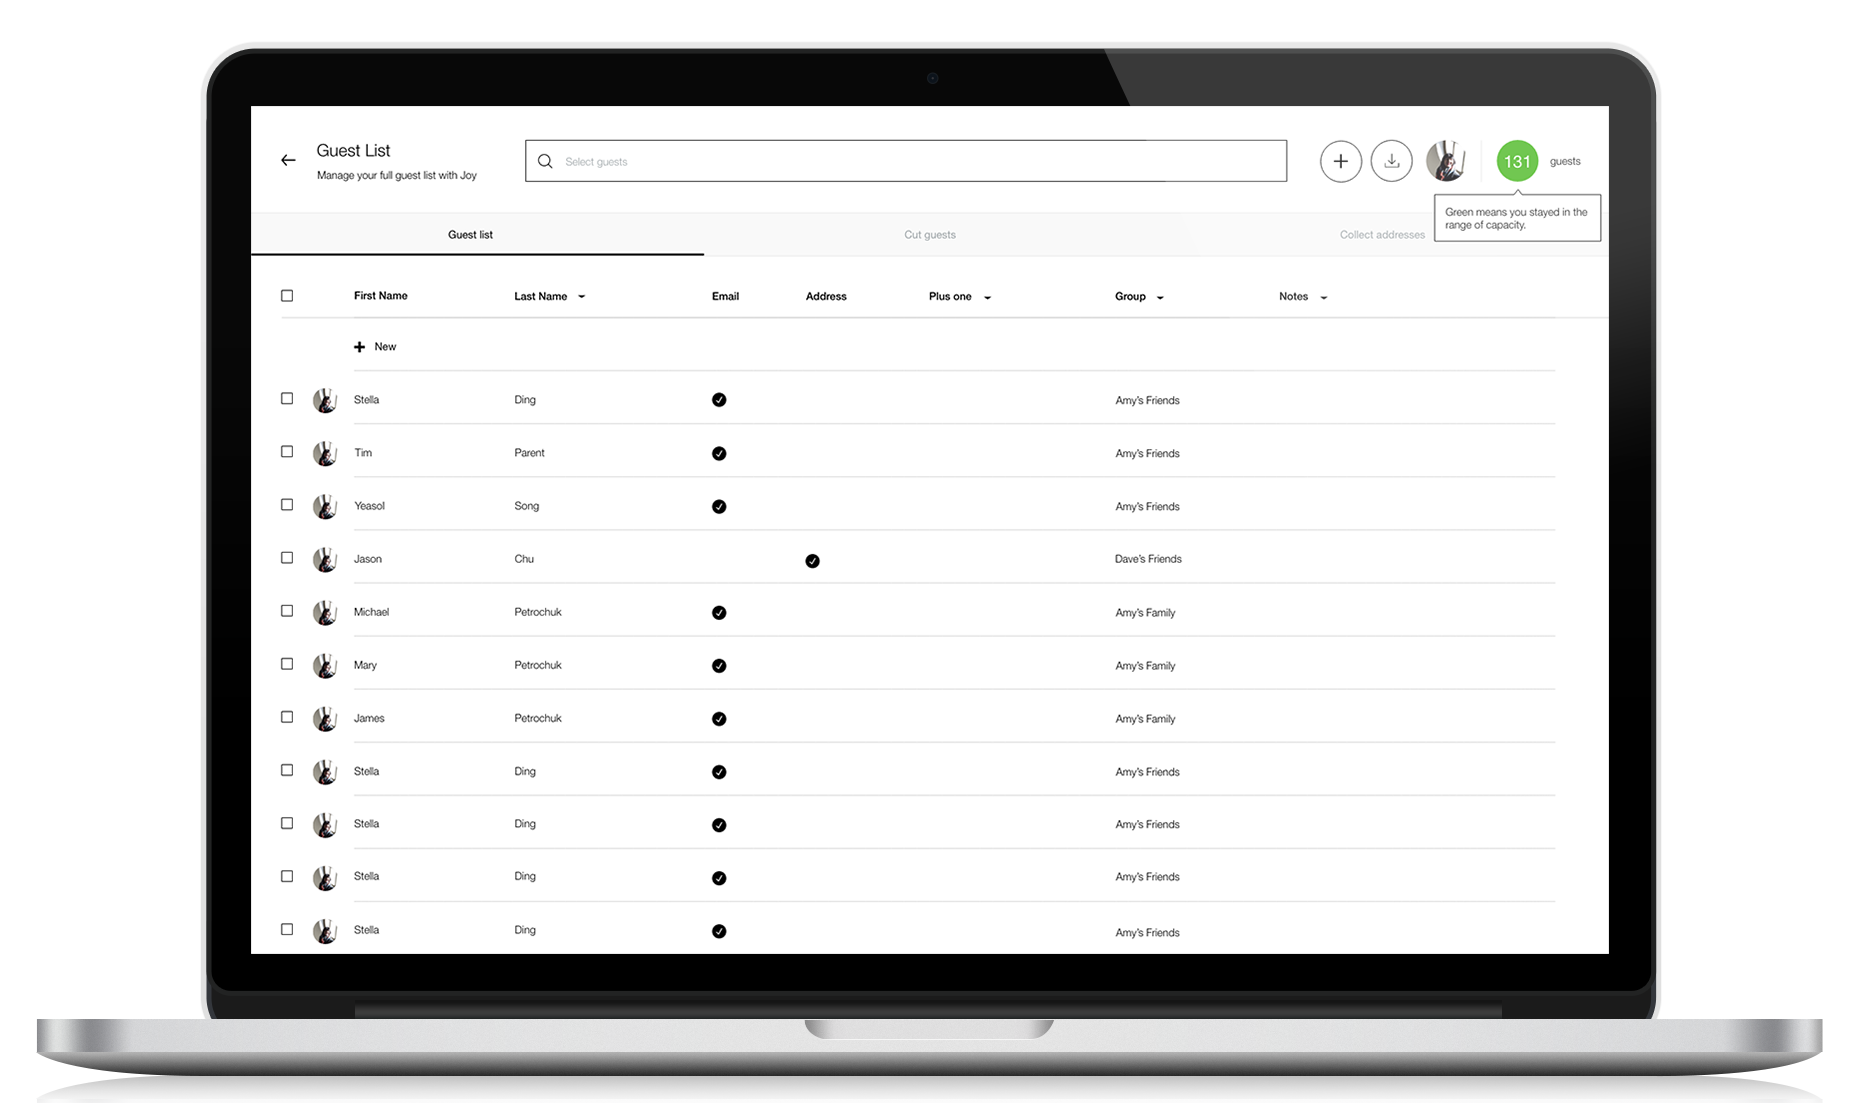 Guest List
Manage your full guest list with Joy
Select guests
131 guests
Green means you stayed in the
range of capacity.
Guest list Cut guests Collect addresses
First Name Last Name Email Address Plus one Group Notes
New
Stella Ding Amy's Friends
Tim Parent Amy's Friends
Yeasol Song Amy's Friends
Jason Chu Dave's Friends
Michael Petrochuk Amy's Family
Mary Petrochuk Amy's Family
James Petrochuk Amy's Family
Stella Ding Amy's Friends
Stella Ding Amy's Friends
Stella Ding Amy's Friends
Stella Ding Amy's Friends